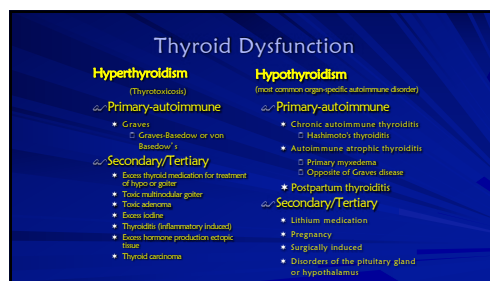 Thyroid Dysfunction
Hyperthyroidism
(Thyrotoxicosis)
Primary-autoimmune
Graves
Graves-Basedow or von
Basedow's
Secondary/Tertiary
Excess thyroid medication for treatment
of hypo or goiter
Toxic multinodular goiter
Toxic adenoma
Excess iodine
Thyroiditis (inflammatory induced)
Excess hormone production ectopic
tissue
Thyroid carcinoma
Hypothyroidism
(most common organ-specific autoimmune disorder)
Primary-autoimmune
Chronic autoimmune thyroiditis
Hashimoto's thyroiditis
Autoimmune atrophic thyroiditis
Primary myxedema
Opposite of Graves disease
Postpartum thyroiditis
Secondary/Tertiary
Lithium medication
Pregnancy
Surgically induced
Disorders of the pituitary gland
or hypothalamus